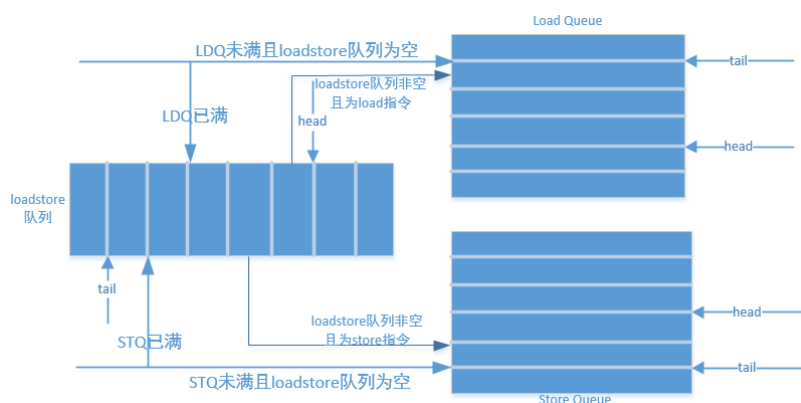 Load Queue
LDQ未满且loadstore队列为空
tail
loadstore队列非空
且为load指令
LDQ已满
head
head
loadstore
队列
tail
loadstore队列非空
且为store指令
head
STQ已满
tail
STQ未满且loadstore队列为空
Store Queue